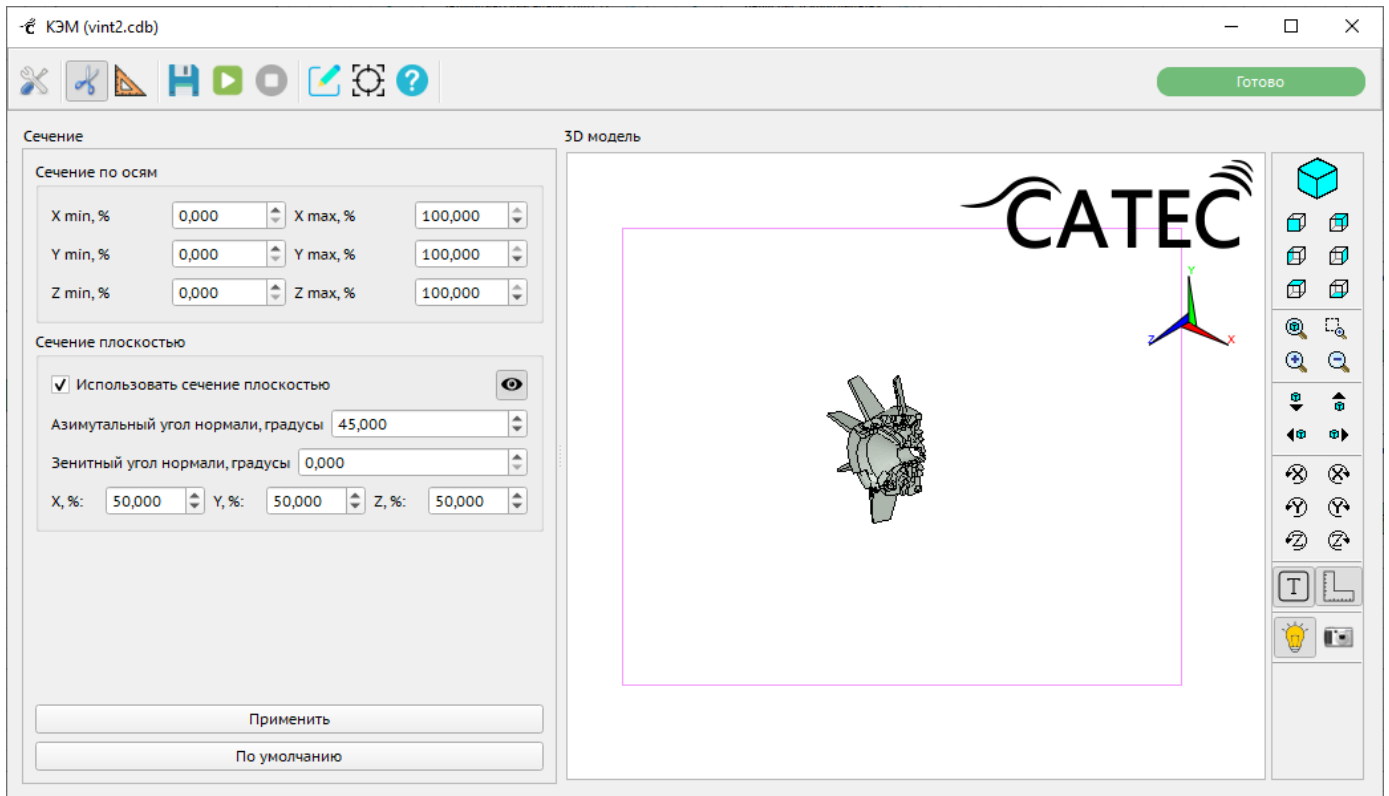 КЭМ (vint2.cdb)
Готово
Сечение
Сечение по осям
X min, % 0,000 X max, % 100,000
Y min, % 0,000 Y max, % 100,000
Z min, % 0,000 Z max, % 100,000
Сечение плоскостью
Использовать сечение плоскостью
Азимутальный угол нормали, градусы 45,000
Зенитный угол нормали, градусы 0,000
X, %: 50,000 Y, %: 50,000 Z, %: 50,000
Применить
По умолчанию
3D модель
CATEC
Y
Z
X
X X
Y Y
Z Z
T